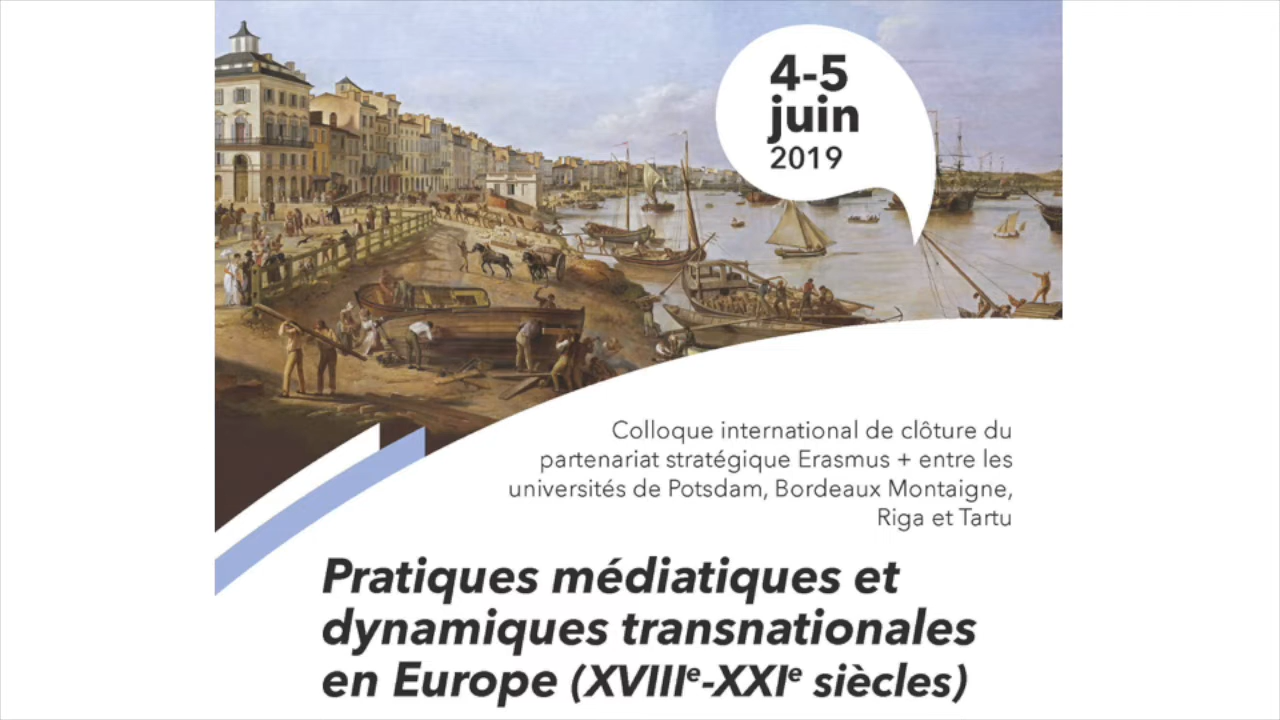 4-5
juin
2019
Colloque international de clôture du
partenariat stratégique Erasmus + entre les
universités de Potsdam, Bordeaux Montaigne,
Riga et Tartu
Pratiques médiatiques et
dynamiques transnationales
en Europe (XVIIIᵉ-XXIᵉ siècles)